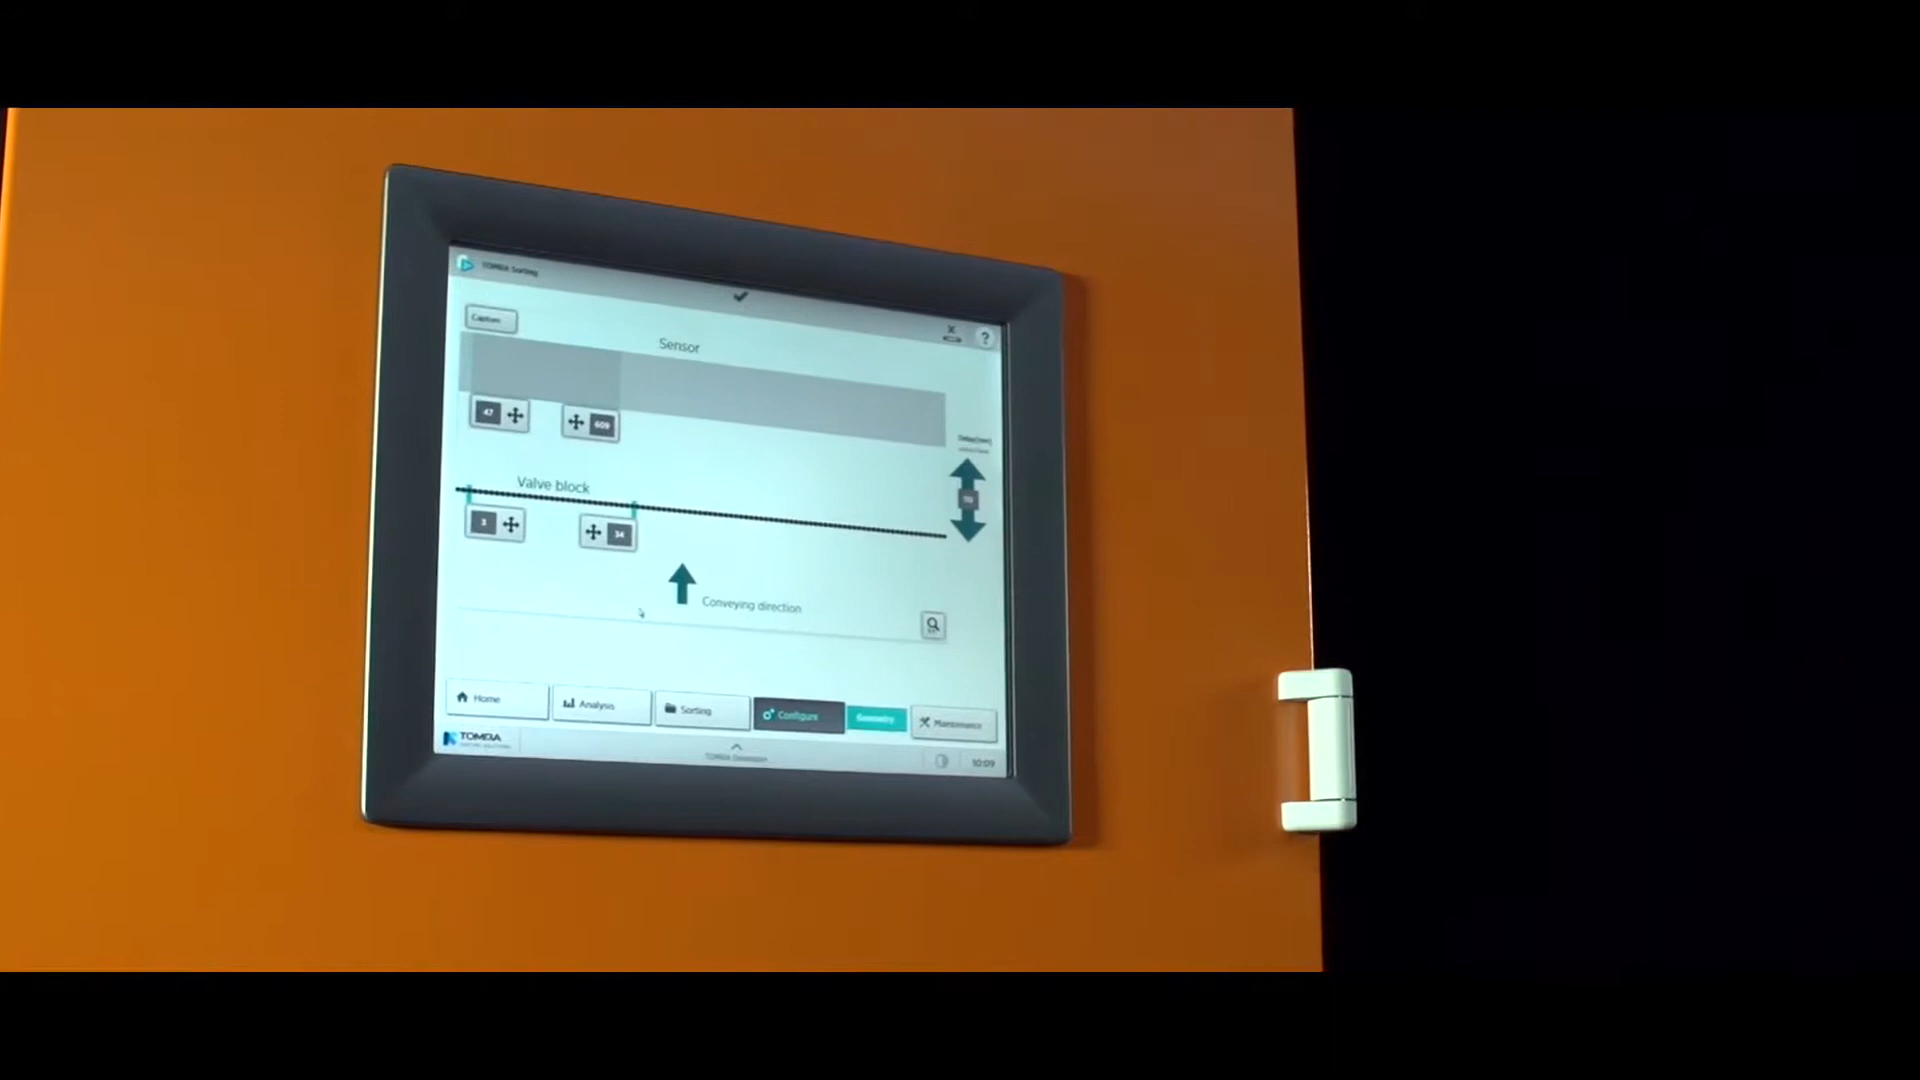 TOMRA Sorting
?
Sensor
47
609
Valve block
3
34
Conveying direction
Home
Analysis
Sorting
Configure
Geometry
Maintenance
TOMRA
10:09